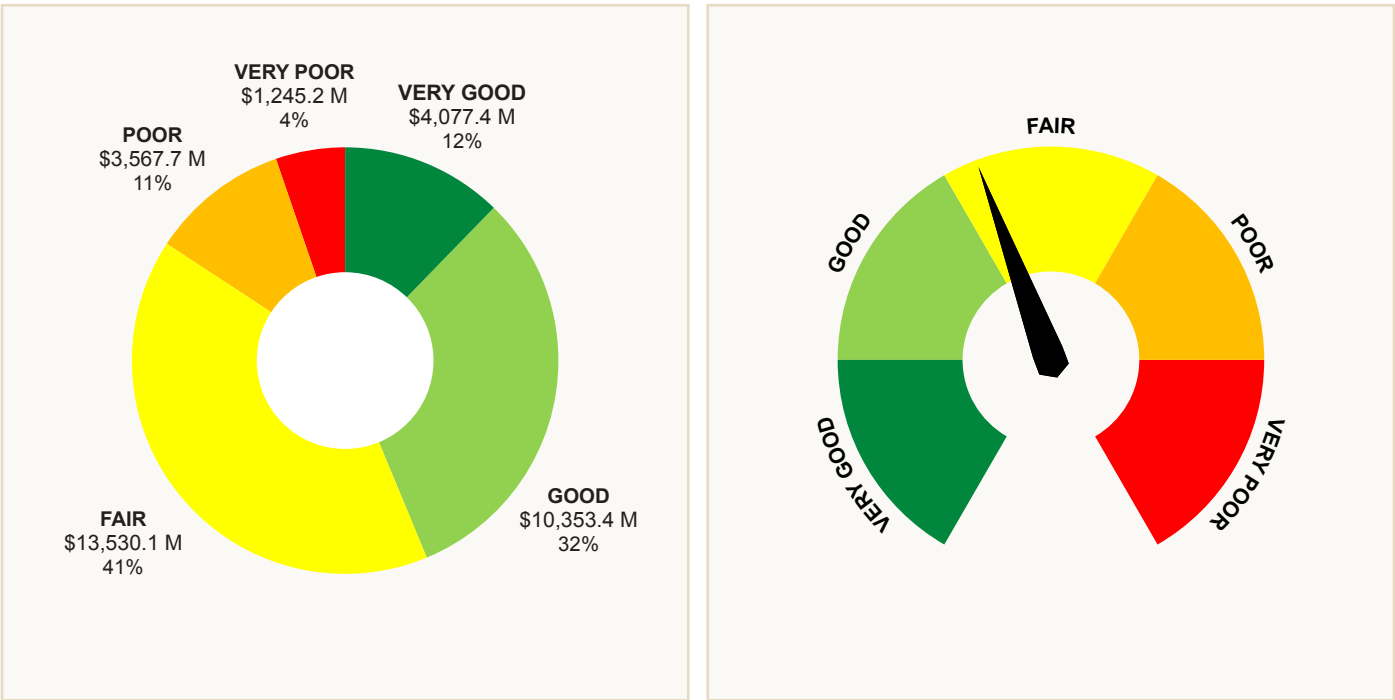 VERY POOR
$1,245.2 M
4%
VERY GOOD
$4,077.4 M
12%
POOR
$3,567.7 M
11%
GOOD
$10,353.4 M
32%
FAIR
$13,530.1 M
41%
FAIR
GOOD
POOR
VERY GOOD
VERY POOR